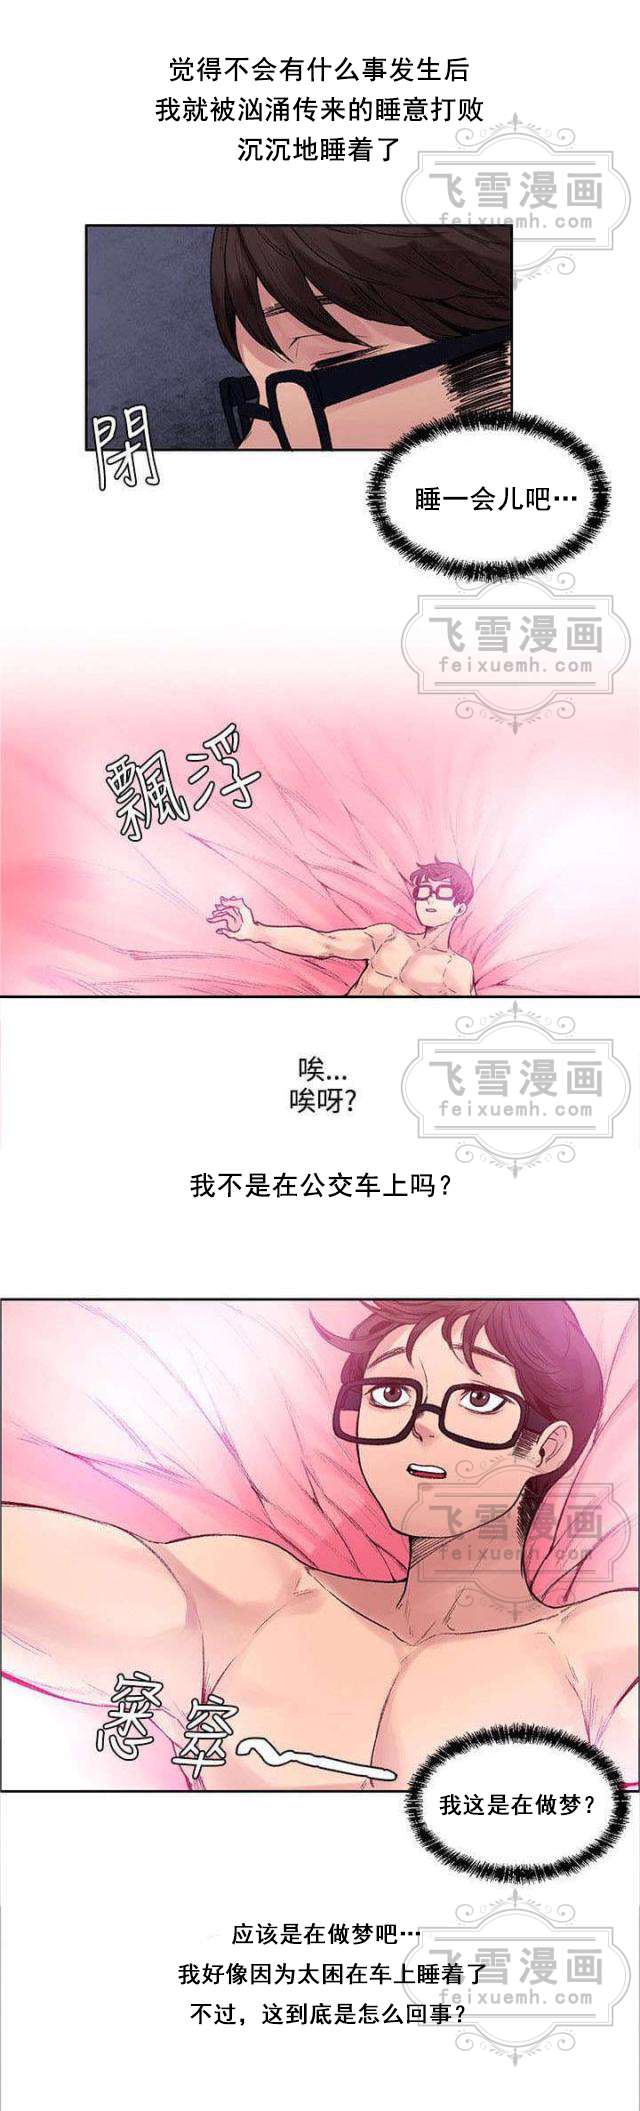 觉得不会有什么事发生后
我就被汹涌传来的睡意打败
沉沉地睡着了
飞雪漫画
feixuemh.com
閉
睡一会儿吧…
飞雪漫画
feixuemh.com
飄浮
飞雪漫画
feixuemh.com
唉...
唉呀?
我不是在公交车上吗?
飞雪漫画
feixuemh.com
窸窣
我这是在做梦?
飞雪漫画
feixuemh.com
应该是在做梦吧…
我好像因为太困在车上睡着了
不过，这到底是怎么回事?